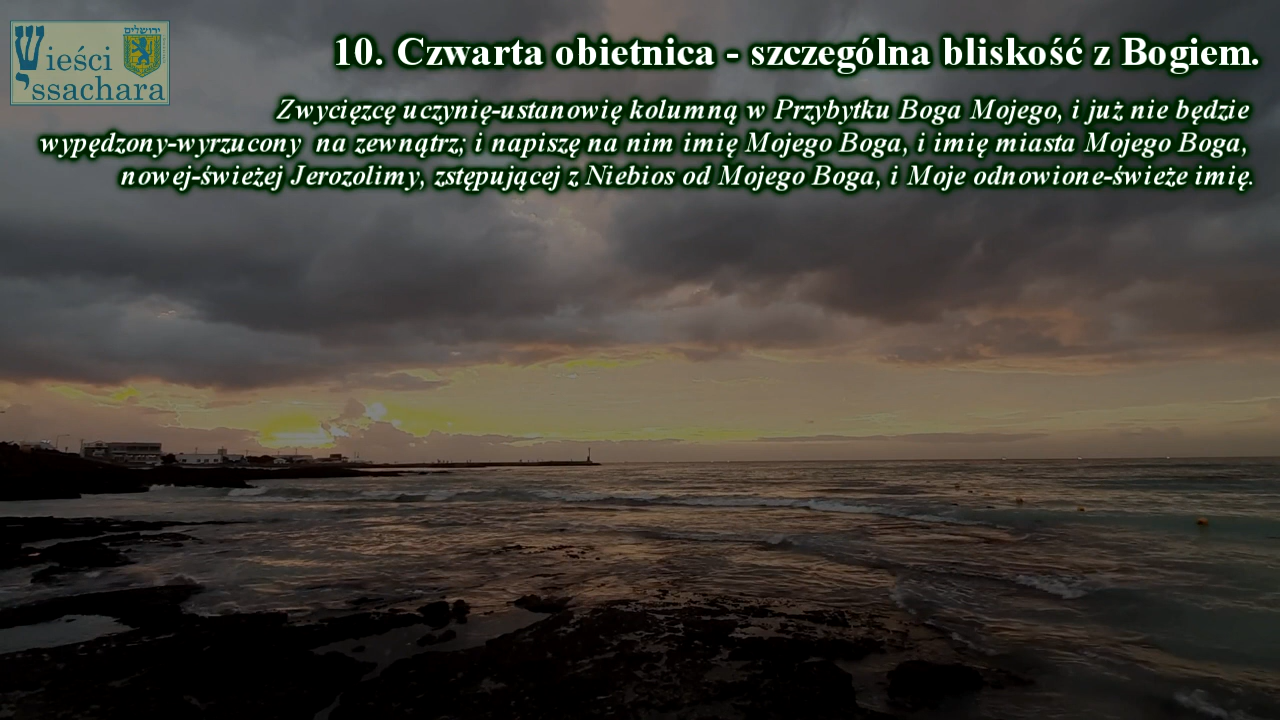 ירושלים
Wieści
Issachara
10. Czwarta obietnica - szczególna bliskość z Bogiem.
Zwycięzcę uczynię-ustanowię kolumną w Przybytku Boga Mojego, i już nie będzie
wypędzony-wyrzucony na zewnątrz; i napiszę na nim imię Mojego Boga, i imię miasta Mojego Boga,
nowej-świeżej Jerozolimy, zstępującej z Niebios od Mojego Boga, i Moje odnowione-świeże imię.